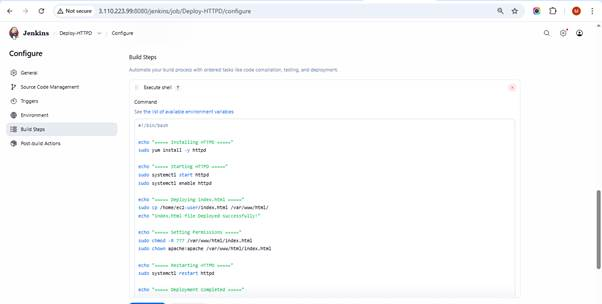 Not secure
3.110.223.99:8080/jenkins/job/Deploy-HTTPD/configure
M
Jenkins / Deploy-HTTPD / Configure
Configure
General
Source Code Management
Triggers
Environment
Build Steps
Post-build Actions
Build Steps
Automate your build process with ordered tasks like code compilation, testing, and deployment.
Execute shell ?
Command
See the list of available environment variables
#!/bin/bash
echo "===== Installing HTTPD ====="
sudo yum install -y httpd
echo "===== Starting HTTPD ====="
sudo systemctl start httpd
sudo systemctl enable httpd
echo "===== Deploying index.html ====="
sudo cp /home/ec2-user/index.html /var/www/html/
echo "index.html file Deployed successfully!"
echo "===== Setting Permissions ====="
sudo chmod -R 777 /var/www/html/index.html
sudo chown apache:apache /var/www/html/index.html
echo "===== Restarting HTTPD ====="
sudo systemctl restart httpd
echo "===== Deployment completed ====="